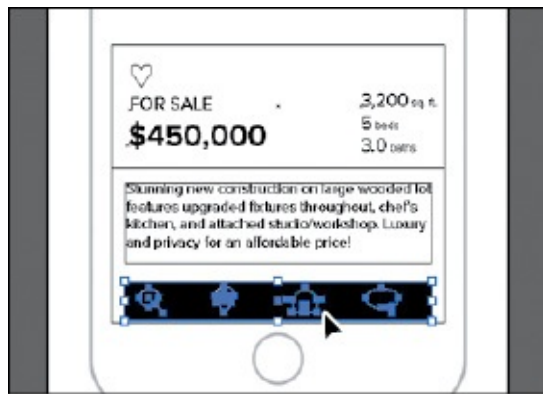 FOR SALE
$450,000
3,200 sq ft.
5 beds
3.0 baths
Stunning new construction on large wooded lot
features upgraded fixtures throughout, chef's
kitchen, and attached studio/workshop. Luxury
and privacy for an affordable price!